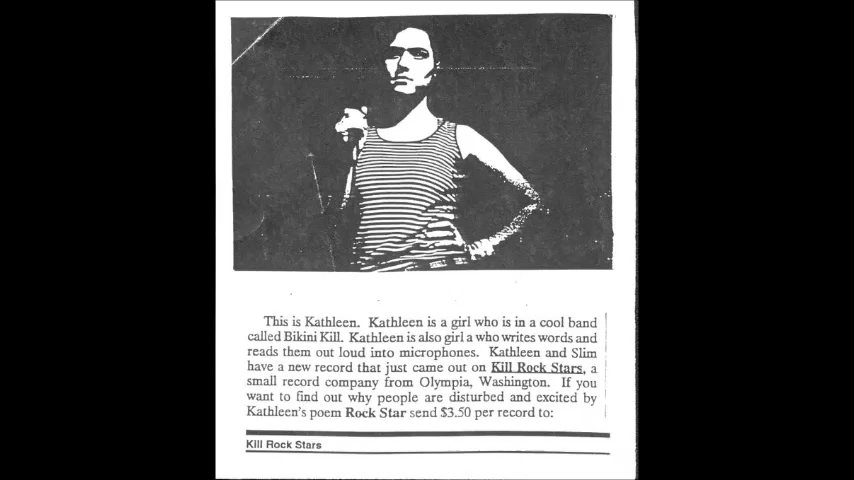 This is Kathleen. Kathleen is a girl who is in a cool band
called Bikini Kill. Kathleen is also girl a who writes words and
reads them out loud into microphones. Kathleen and Slim
have a new record that just came out on Kill Rock Stars, a
small record company from Olympia, Washington. If you
want to find out why people are disturbed and excited by
Kathleen's poem Rock Star send $3.50 per record to:
Kill Rock Stars